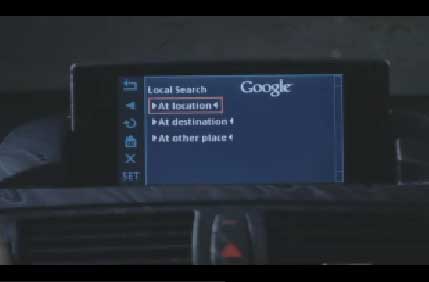 Local Search
Google
At location
At destination
At other place
SET